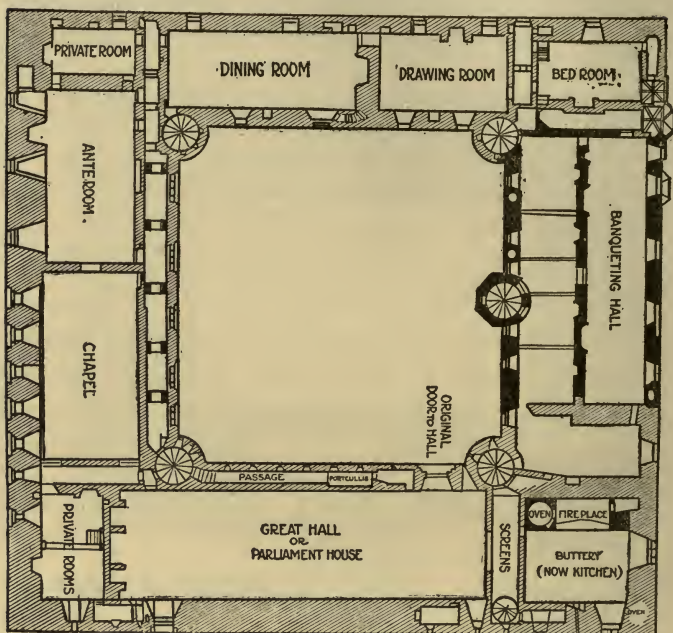 PRIVATE ROOM
DINING ROOM
DRAWING ROOM
BED ROOM.
ANTE ROOM.
BANQUETING HALL
CHAPEL
ORIGINAL
DOOR TO HALL
PASSAGE
PORTCULLIS
PRIVATE ROOMS
GREAT HALL
OR
PARLIAMENT HOUSE
SCREENS
OVEN
FIRE PLACE
BUTTERY
(NOW KITCHEN)
OVEN